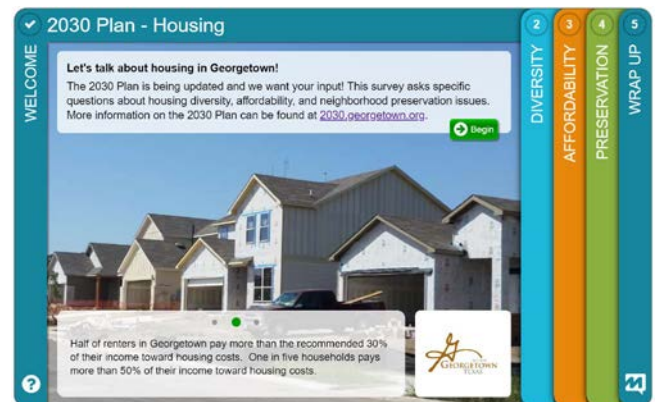 2030 Plan - Housing
WELCOME
Let's talk about housing in Georgetown!
The 2030 Plan is being updated and we want your input! This survey asks specific
questions about housing diversity, affordability, and neighborhood preservation issues.
More information on the 2030 Plan can be found at 2030.georgetown.org.
Begin
Half of renters in Georgetown pay more than the recommended 30%
of their income toward housing costs. One in five households pays
more than 50% of their income toward housing costs.
GEORGETOWN
TEXAS
?
2
DIVERSITY
3
AFFORDABILITY
4
PRESERVATION
5
WRAP UP